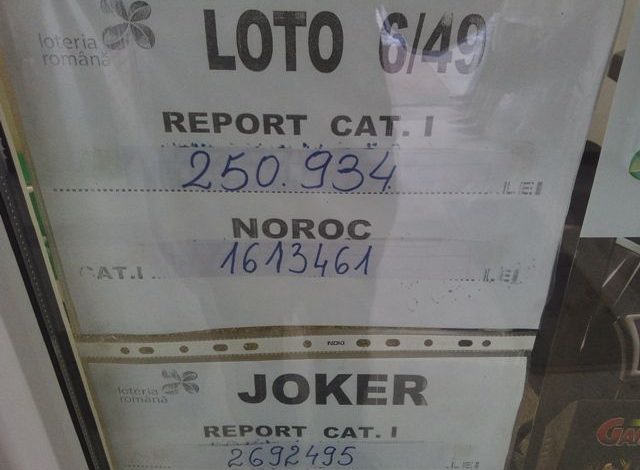 loteria
română
LOTO 6/49
REPORT CAT. I
250.934 LEI
NOROC
CAT. I 1613461 LEI
loteria
română
JOKER
REPORT CAT. I
2692495